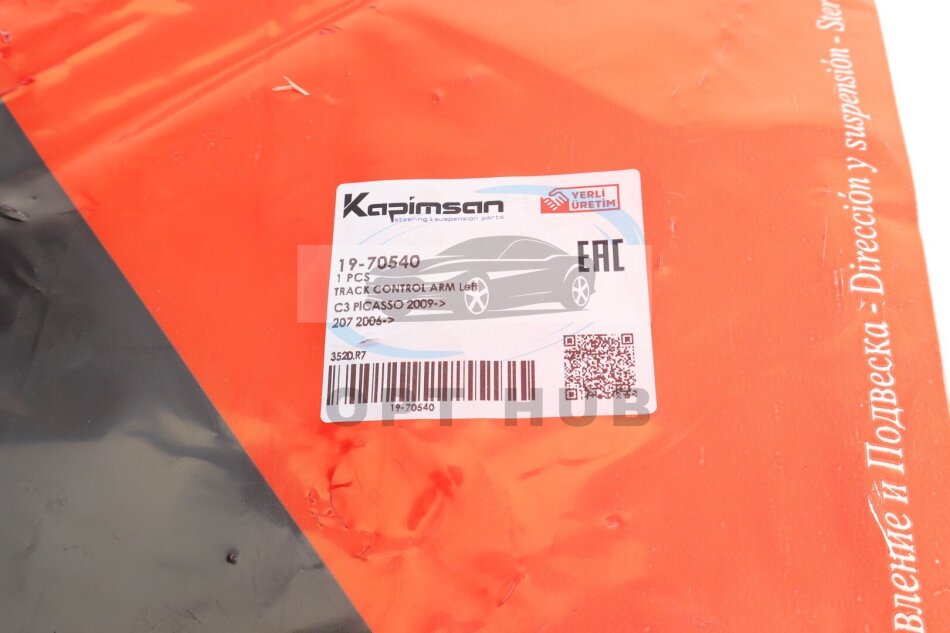 Kapimsan
steering & suspension parts
YERLİ
ÜRETİM
19-70540
1 PCS
TRACK CONTROL ARM Left
C3 PICASSO 2009->
207 2006->
EAC
3520.R7
19-70540
OPT HUB
вление и Подвеска - Dirección y suspensión - Ster